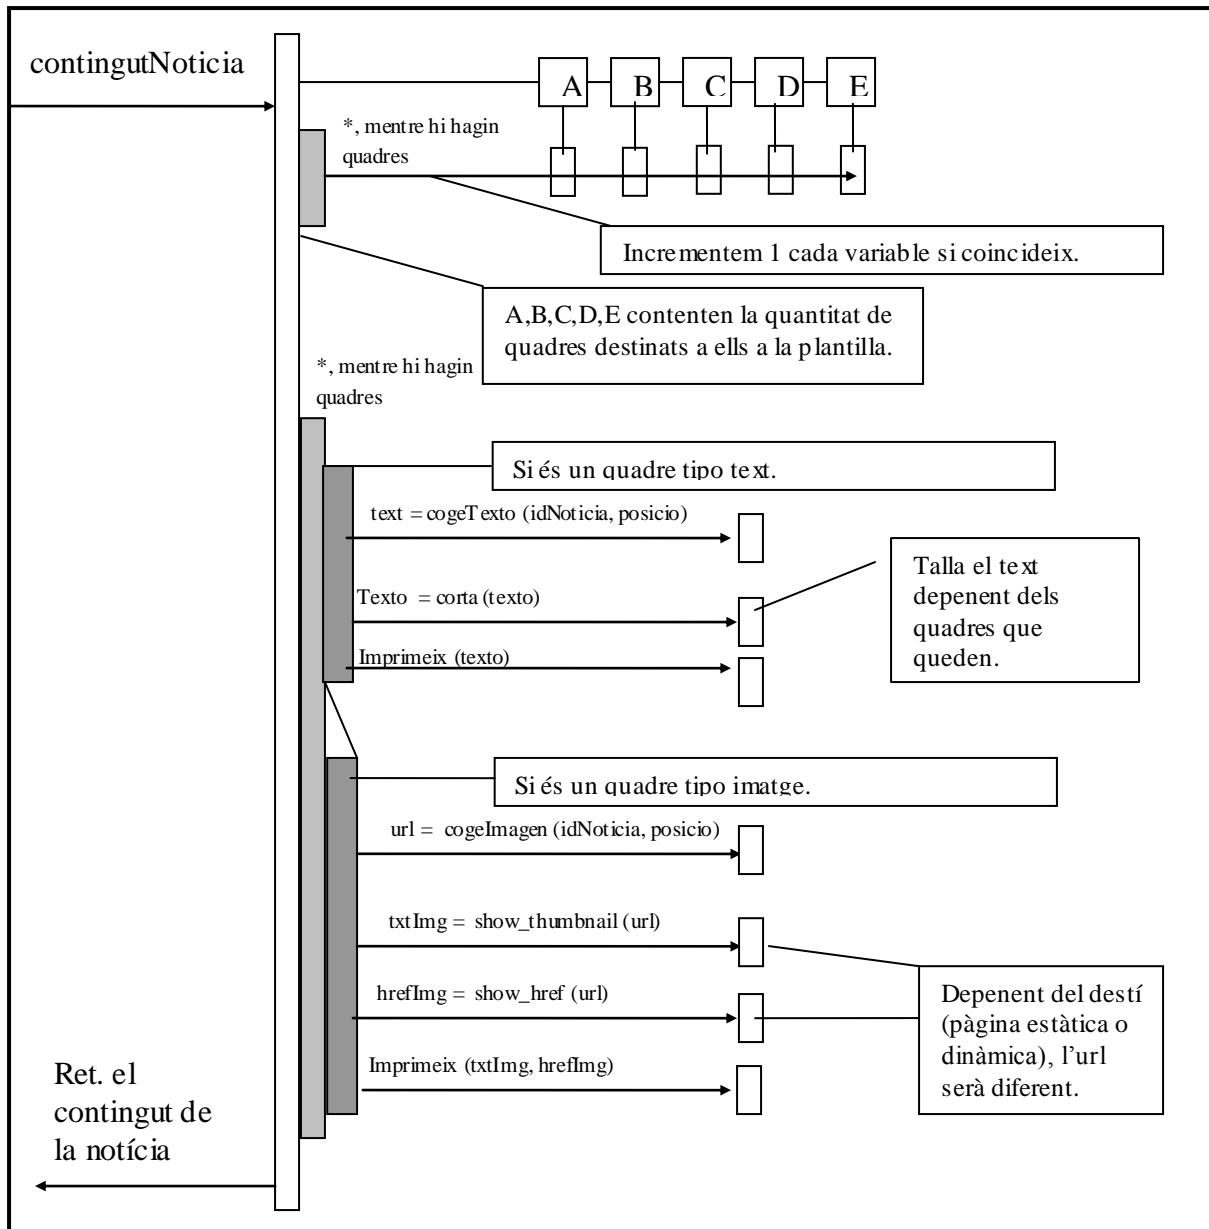 contingutNoticia
A B C D E
*, mentre hi hagin
quadres
Incrementem 1 cada variable si coincideix.
A,B,C,D,E contenten la quantitat de
quadres destinats a ells a la plantilla.
*, mentre hi hagin
quadres
Si és un quadre tipo text.
text = cogeTexto (idNoticia, posicio)
Talla el text
depenent dels
quadres que
queden.
Texto = corta (texto)
Imprimeix (texto)
Si és un quadre tipo imatge.
url = cogeImagen (idNoticia, posicio)
txtImg = show_thumbnail (url)
hrefImg = show_href (url)
Depenent del destí
(pàgina estàtica o
dinàmica), l'url
serà diferent.
Imprimeix (txtImg, hrefImg)
Ret. el
contingut de
la notícia